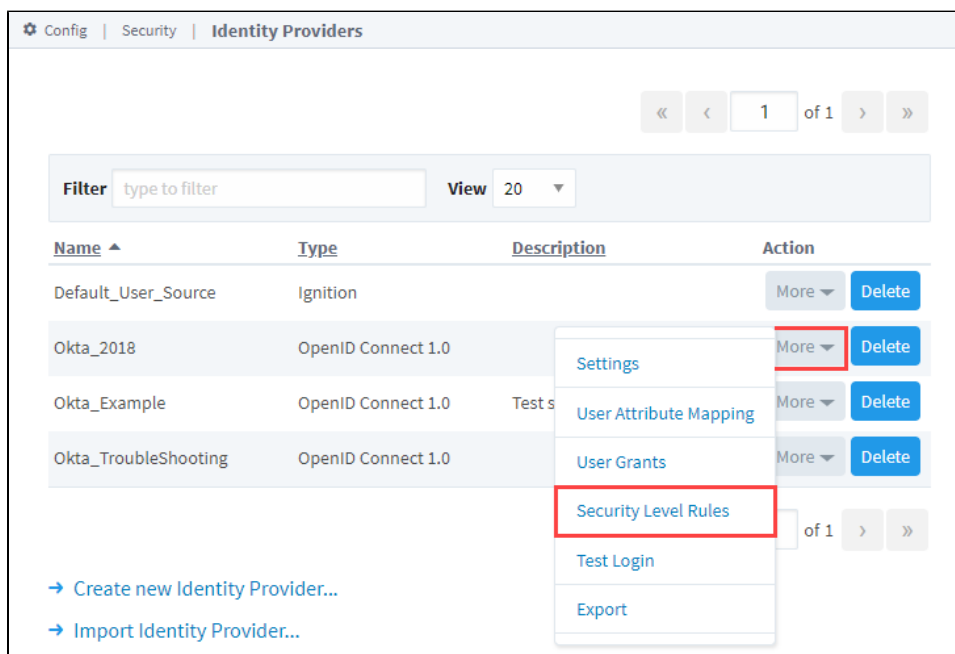 Config | Security | Identity Providers
« ‹ 1 of 1 › »
Filter type to filter View 20
Name Type Description Action
Default_User_Source Ignition More Delete
Okta_2018 OpenID Connect 1.0 More Delete
Settings
Okta_Example OpenID Connect 1.0 Test s More Delete
User Attribute Mapping
Okta_TroubleShooting OpenID Connect 1.0 More Delete
User Grants
Security Level Rules
of 1 › »
Test Login
→ Create new Identity Provider...
Export
→ Import Identity Provider...